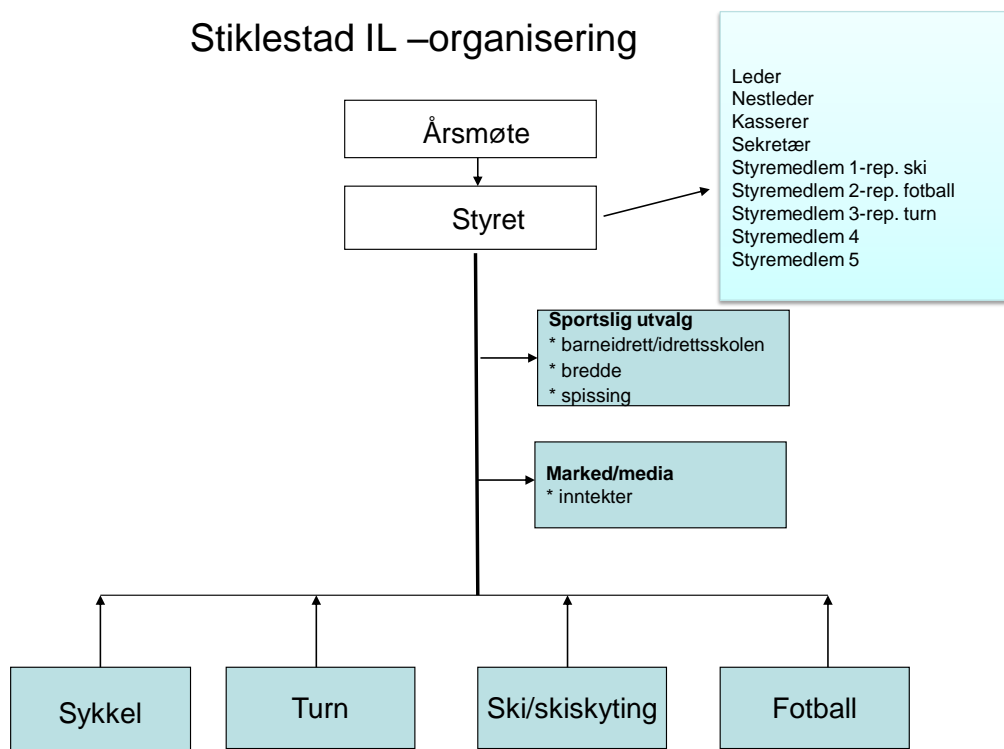 Stiklestad IL –organisering
Leder
Nestleder
Kasserer
Sekretær
Styremedlem 1-rep. ski
Styremedlem 2-rep. fotball
Styremedlem 3-rep. turn
Styremedlem 4
Styremedlem 5
Årsmøte
Styret
Sportslig utvalg
* barneidrett/idrettsskolen
* bredde
* spissing
Marked/media
* inntekter
Sykkel
Turn
Ski/skiskyting
Fotball